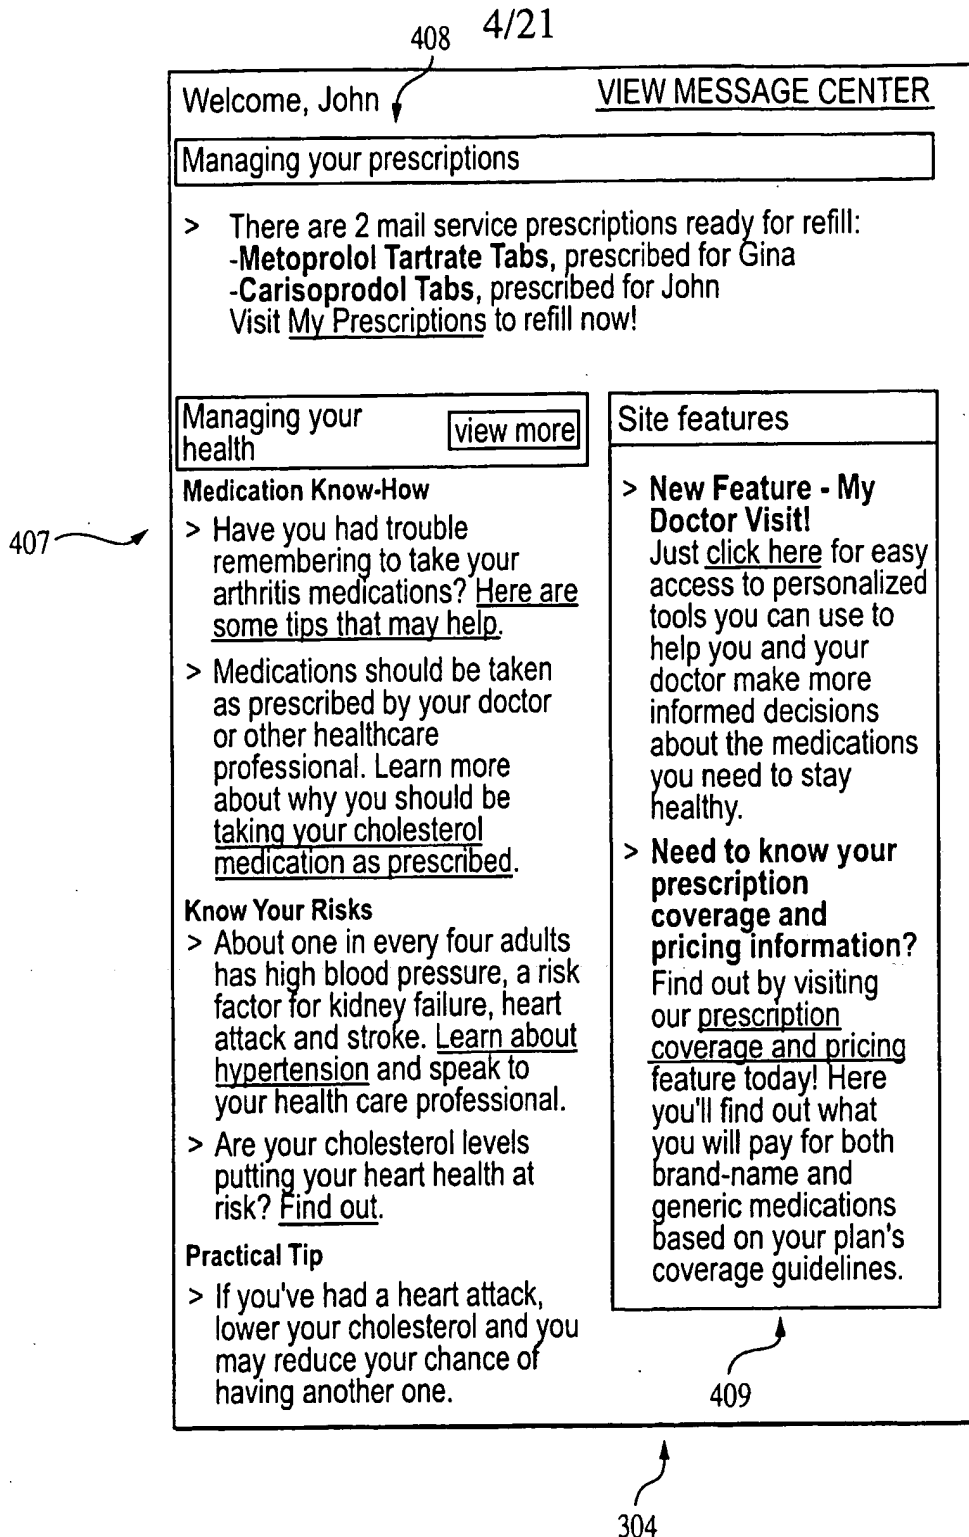 4/21
408
Welcome, John
VIEW MESSAGE CENTER
Managing your prescriptions
> There are 2 mail service prescriptions ready for refill:
-Metoprolol Tartrate Tabs, prescribed for Gina
-Carisoprodol Tabs, prescribed for John
Visit My Prescriptions to refill now!
Managing your
health
view more
407
Medication Know-How
> Have you had trouble
remembering to take your
arthritis medications? Here are
some tips that may help.
> Medications should be taken
as prescribed by your doctor
or other healthcare
professional. Learn more
about why you should be
taking your cholesterol
medication as prescribed.
Know Your Risks
> About one in every four adults
has high blood pressure, a risk
factor for kidney failure, heart
attack and stroke. Learn about
hypertension and speak to
your health care professional.
> Are your cholesterol levels
putting your heart health at
risk? Find out.
Practical Tip
> If you've had a heart attack,
lower your cholesterol and you
may reduce your chance of
having another one.
Site features
> New Feature - My
Doctor Visit!
Just click here for easy
access to personalized
tools you can use to
help you and your
doctor make more
informed decisions
about the medications
you need to stay
healthy.
> Need to know your
prescription
coverage and
pricing information?
Find out by visiting
our prescription
coverage and pricing
feature today! Here
you'll find out what
you will pay for both
brand-name and
generic medications
based on your plan's
coverage guidelines.
409
304